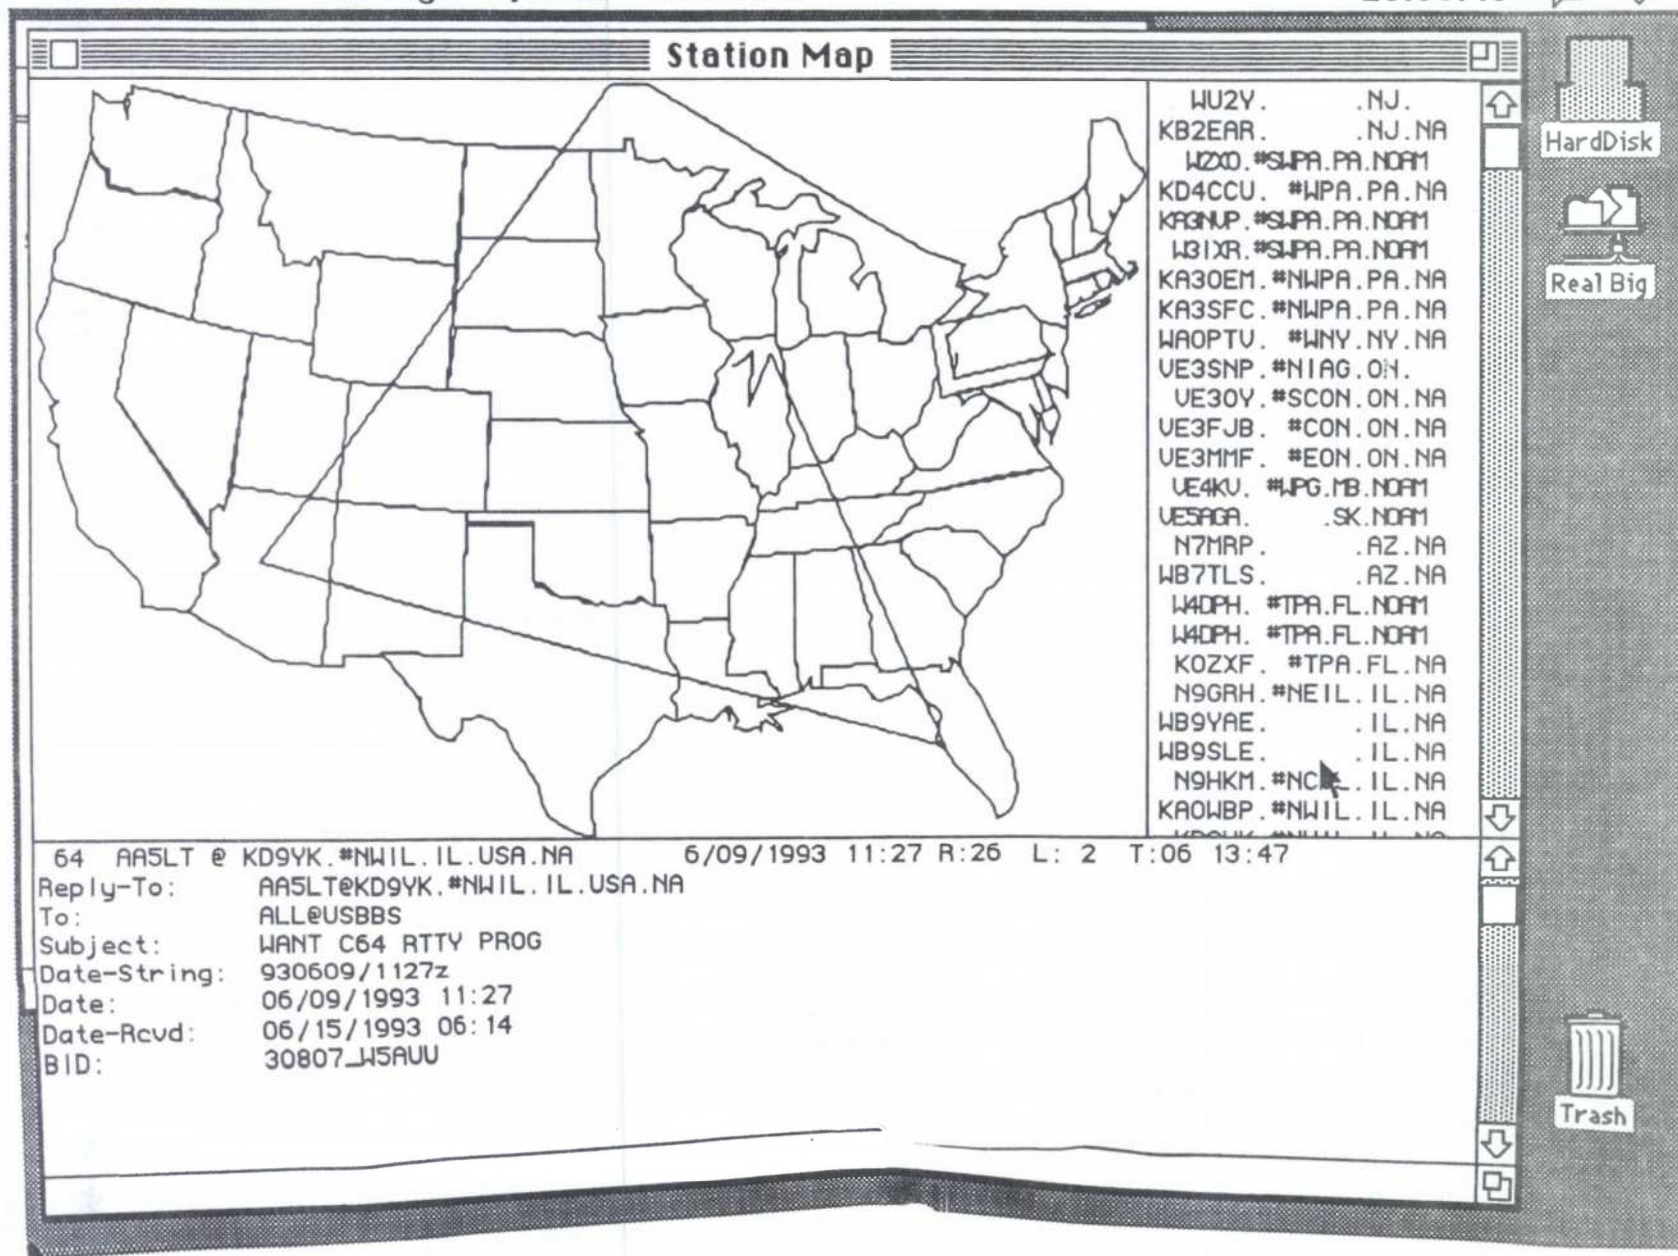 Station Map
WU2Y. .NJ.
KB2EAR. .NJ.NA
W2XO.#SWPA.PA.NOAM
KD4CCU. #WPA.PA.NA
KA3NVP.#SWPA.PA.NOAM
W3IXR.#SWPA.PA.NOAM
KA3OEM.#NWPA.PA.NA
KA3SFC.#NWPA.PA.NA
WA0PTV. #WNY.NY.NA
VE3SNP.#NIAG.ON.
VE3OY.#SCON.ON.NA
VE3FJB. #CON.ON.NA
VE3MMF. #EON.ON.NA
VE4KV. #WPG.MB.NOAM
VE5AGA. .SK.NOAM
N7MRP. .AZ.NA
WB7TLS. .AZ.NA
W4DPH. #TPA.FL.NOAM
W4DPH. #TPA.FL.NOAM
K0ZXF. #TPA.FL.NA
N9GRH.#NEIL.IL.NA
WB9YAE. .IL.NA
WB9SLE. .IL.NA
N9HKM. .IL.NA
KA0WBP.#NWIL.IL.NA
HardDisk
Real Big
64 AA5LT @ KD9YK.#NWIL.IL.USA.NA 6/09/1993 11:27 R:26 L: 2 T:06 13:47
Reply-To: AA5LT@KD9YK.#NWIL.IL.USA.NA
To: ALL@USBBS
Subject: WANT C64 RTTY PROG
Date-String: 930609/1127z
Date: 06/09/1993 11:27
Date-Rcvd: 06/15/1993 06:14
BID: 30807_W5AUU
Trash